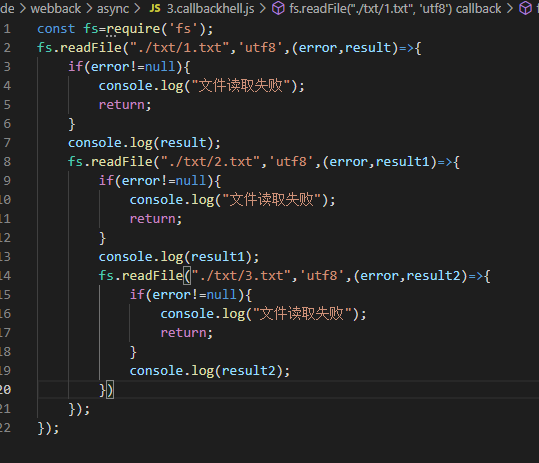 de > webback > async > JS 3.callbackhell.js > fs.readFile("./txt/1.txt", 'utf8') callback >
1 const fs=require('fs');
2 fs.readFile("./txt/1.txt",'utf8',(error,result)=>{
3 if(error!=null){
4 console.log("文件读取失败");
5 return;
6 }
7 console.log(result);
8 fs.readFile("./txt/2.txt",'utf8',(error,result1)=>{
9 if(error!=null){
10 console.log("文件读取失败");
11 return;
12 }
13 console.log(result1);
14 fs.readFile("./txt/3.txt",'utf8',(error,result2)=>{
15 if(error!=null){
16 console.log("文件读取失败");
17 return;
18 }
19 console.log(result2);
20 })
21 });
22 });